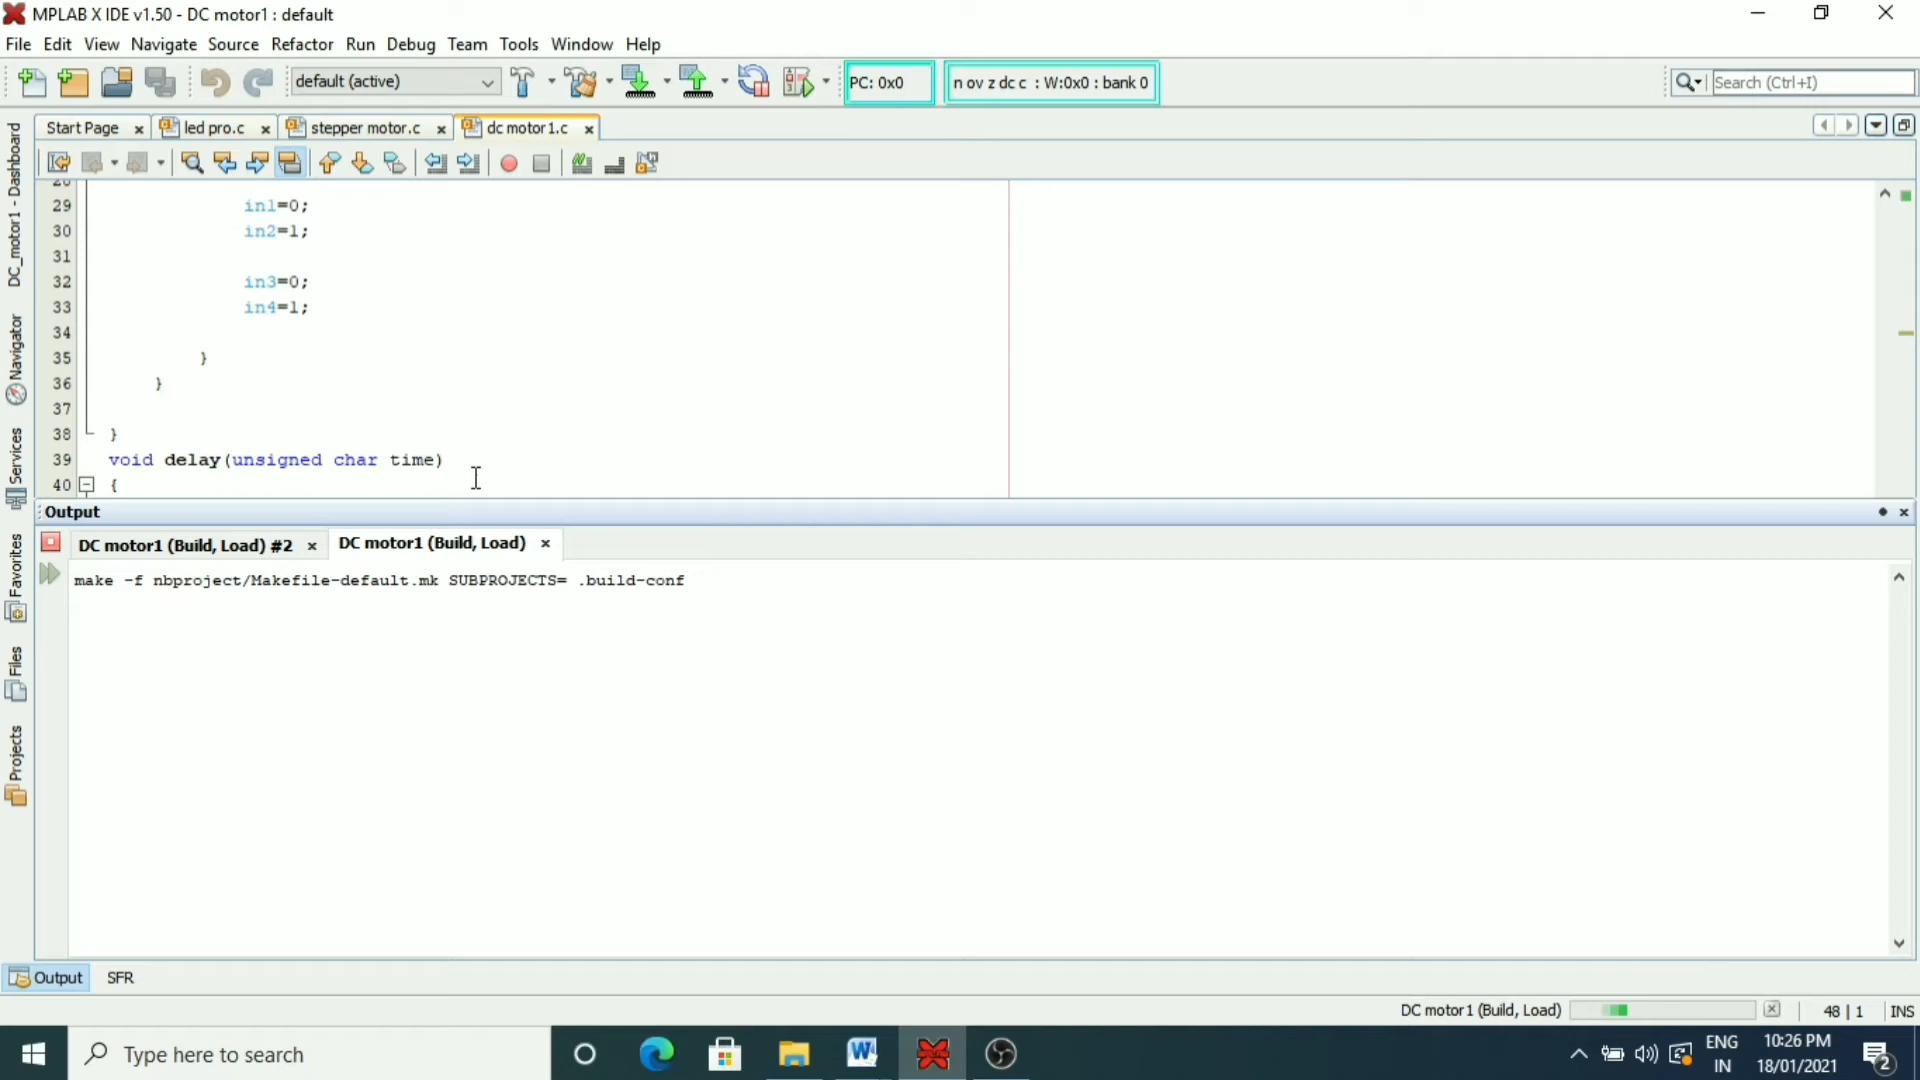 MPLAB X IDE v1.50 - DC motor1 : default
File Edit View Navigate Source Refactor Run Debug Team Tools Window Help
default (active)
PC: 0x0
n ov z dc c : W:0x0 : bank 0
Search (Ctrl+I)
Start Page
led pro.c
stepper motor.c
dc motor1.c
DC_motor1 - Dashboard
Navigator
Services
Favorites
Files
Projects
29 in1=0;
30 in2=1;
31
32 in3=0;
33 in4=1;
34
35 }
36 }
37
38 }
39 void delay(unsigned char time)
40 {
Output
DC motor1 (Build, Load) #2
DC motor1 (Build, Load)
make -f nbproject/Makefile-default.mk SUBPROJECTS= .build-conf
Output SFR
DC motor1 (Build, Load)
48 | 1 INS
Type here to search
ENG
IN
10:26 PM
18/01/2021
2